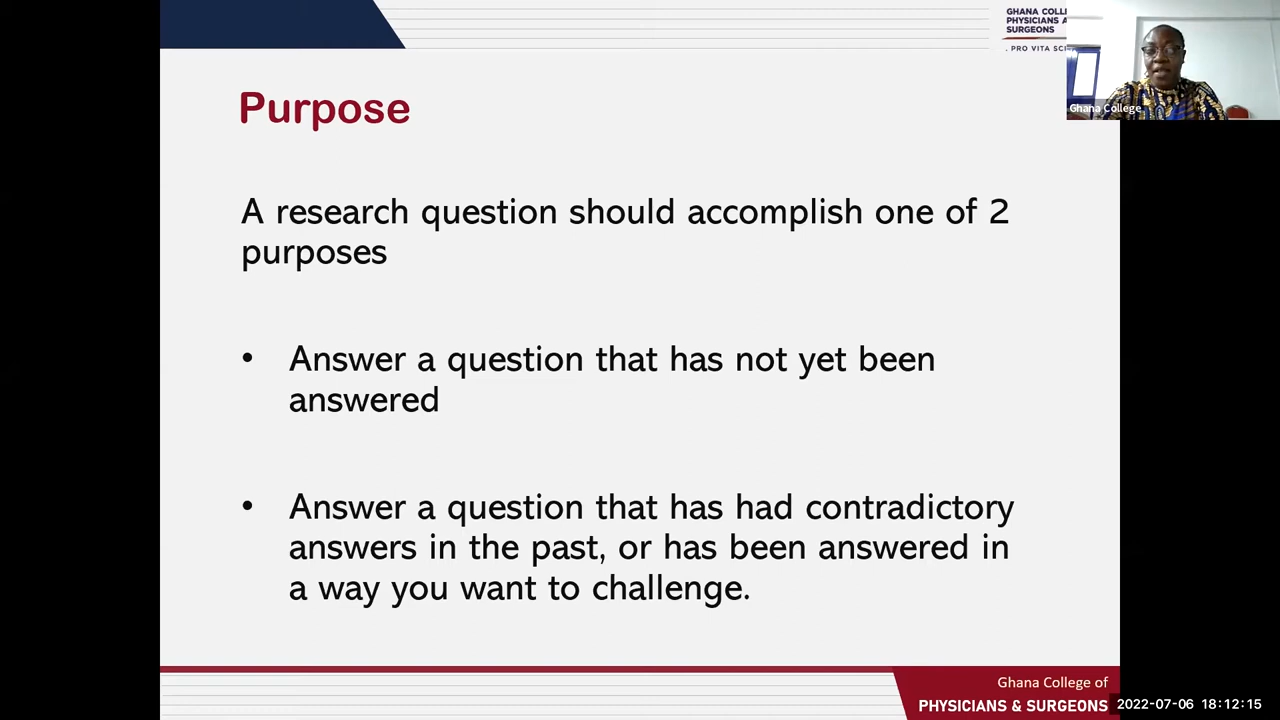 GHANA COLL
PHYSICIANS A
SURGEONS
. PRO VITA SCI
Ghana College
Purpose
A research question should accomplish one of 2
purposes
• Answer a question that has not yet been
answered
• Answer a question that has had contradictory
answers in the past, or has been answered in
a way you want to challenge.
Ghana College of
PHYSICIANS & SURGEONS
2022-07-06 18:12:15